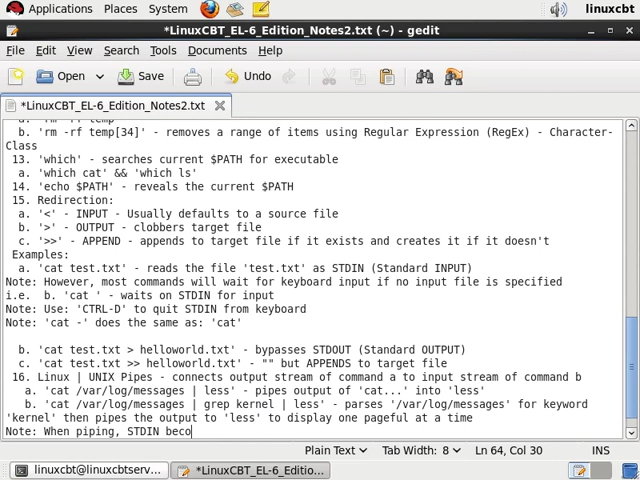 Applications Places System linuxcbt
*LinuxCBT_EL-6_Edition_Notes2.txt (~) - gedit
File Edit View Search Tools Documents Help
Open Save Undo
*LinuxCBT_EL-6_Edition_Notes2.txt
b. 'rm -rf temp[34]' - removes a range of items using Regular Expression (RegEx) - Character-
Class
13. 'which' - searches current $PATH for executable
a. 'which cat' && 'which ls'
14. 'echo $PATH' - reveals the current $PATH
15. Redirection:
a. '<' - INPUT - Usually defaults to a source file
b. '>' - OUTPUT - clobbers target file
c. '>>' - APPEND - appends to target file if it exists and creates it if it doesn't
Examples:
a. 'cat test.txt' - reads the file 'test.txt' as STDIN (Standard INPUT)
Note: However, most commands will wait for keyboard input if no input file is specified
i.e. b. 'cat ' - waits on STDIN for input
Note: Use: 'CTRL-D' to quit STDIN from keyboard
Note: 'cat -' does the same as: 'cat'
b. 'cat test.txt > helloworld.txt' - bypasses STDOUT (Standard OUTPUT)
c. 'cat test.txt >> helloworld.txt' - "" but APPENDS to target file
16. Linux | UNIX Pipes - connects output stream of command a to input stream of command b
a. 'cat /var/log/messages | less' - pipes output of 'cat...' into 'less'
b. 'cat /var/log/messages | grep kernel | less' - parses '/var/log/messages' for keyword
'kernel' then pipes the output to 'less' to display one pageful at a time
Note: When piping, STDIN beco
Plain Text Tab Width: 8 Ln 64, Col 30 INS
linuxcbt@linuxcbtserv... *LinuxCBT_EL-6_Editio...